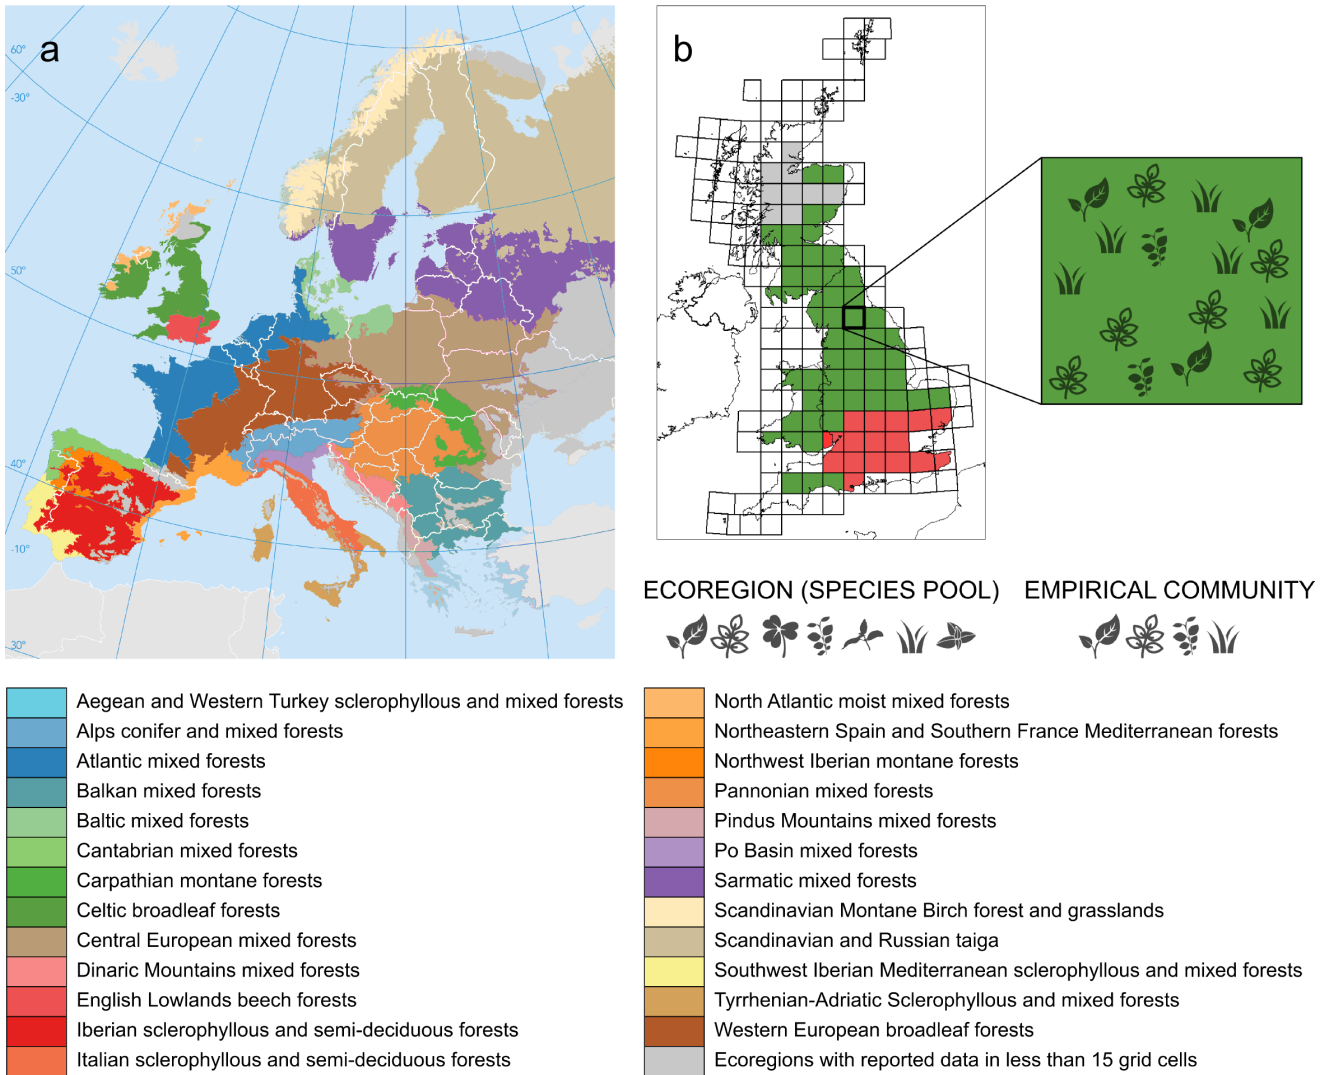 a
b
60°
-30°
50°
40°
-10°
30°
ECOREGION (SPECIES POOL)
EMPIRICAL COMMUNITY
Aegean and Western Turkey sclerophyllous and mixed forests
Alps conifer and mixed forests
Atlantic mixed forests
Balkan mixed forests
Baltic mixed forests
Cantabrian mixed forests
Carpathian montane forests
Celtic broadleaf forests
Central European mixed forests
Dinaric Mountains mixed forests
English Lowlands beech forests
Iberian sclerophyllous and semi-deciduous forests
Italian sclerophyllous and semi-deciduous forests
North Atlantic moist mixed forests
Northeastern Spain and Southern France Mediterranean forests
Northwest Iberian montane forests
Pannonian mixed forests
Pindus Mountains mixed forests
Po Basin mixed forests
Sarmatic mixed forests
Scandinavian Montane Birch forest and grasslands
Scandinavian and Russian taiga
Southwest Iberian Mediterranean sclerophyllous and mixed forests
Tyrrhenian-Adriatic Sclerophyllous and mixed forests
Western European broadleaf forests
Ecoregions with reported data in less than 15 grid cells